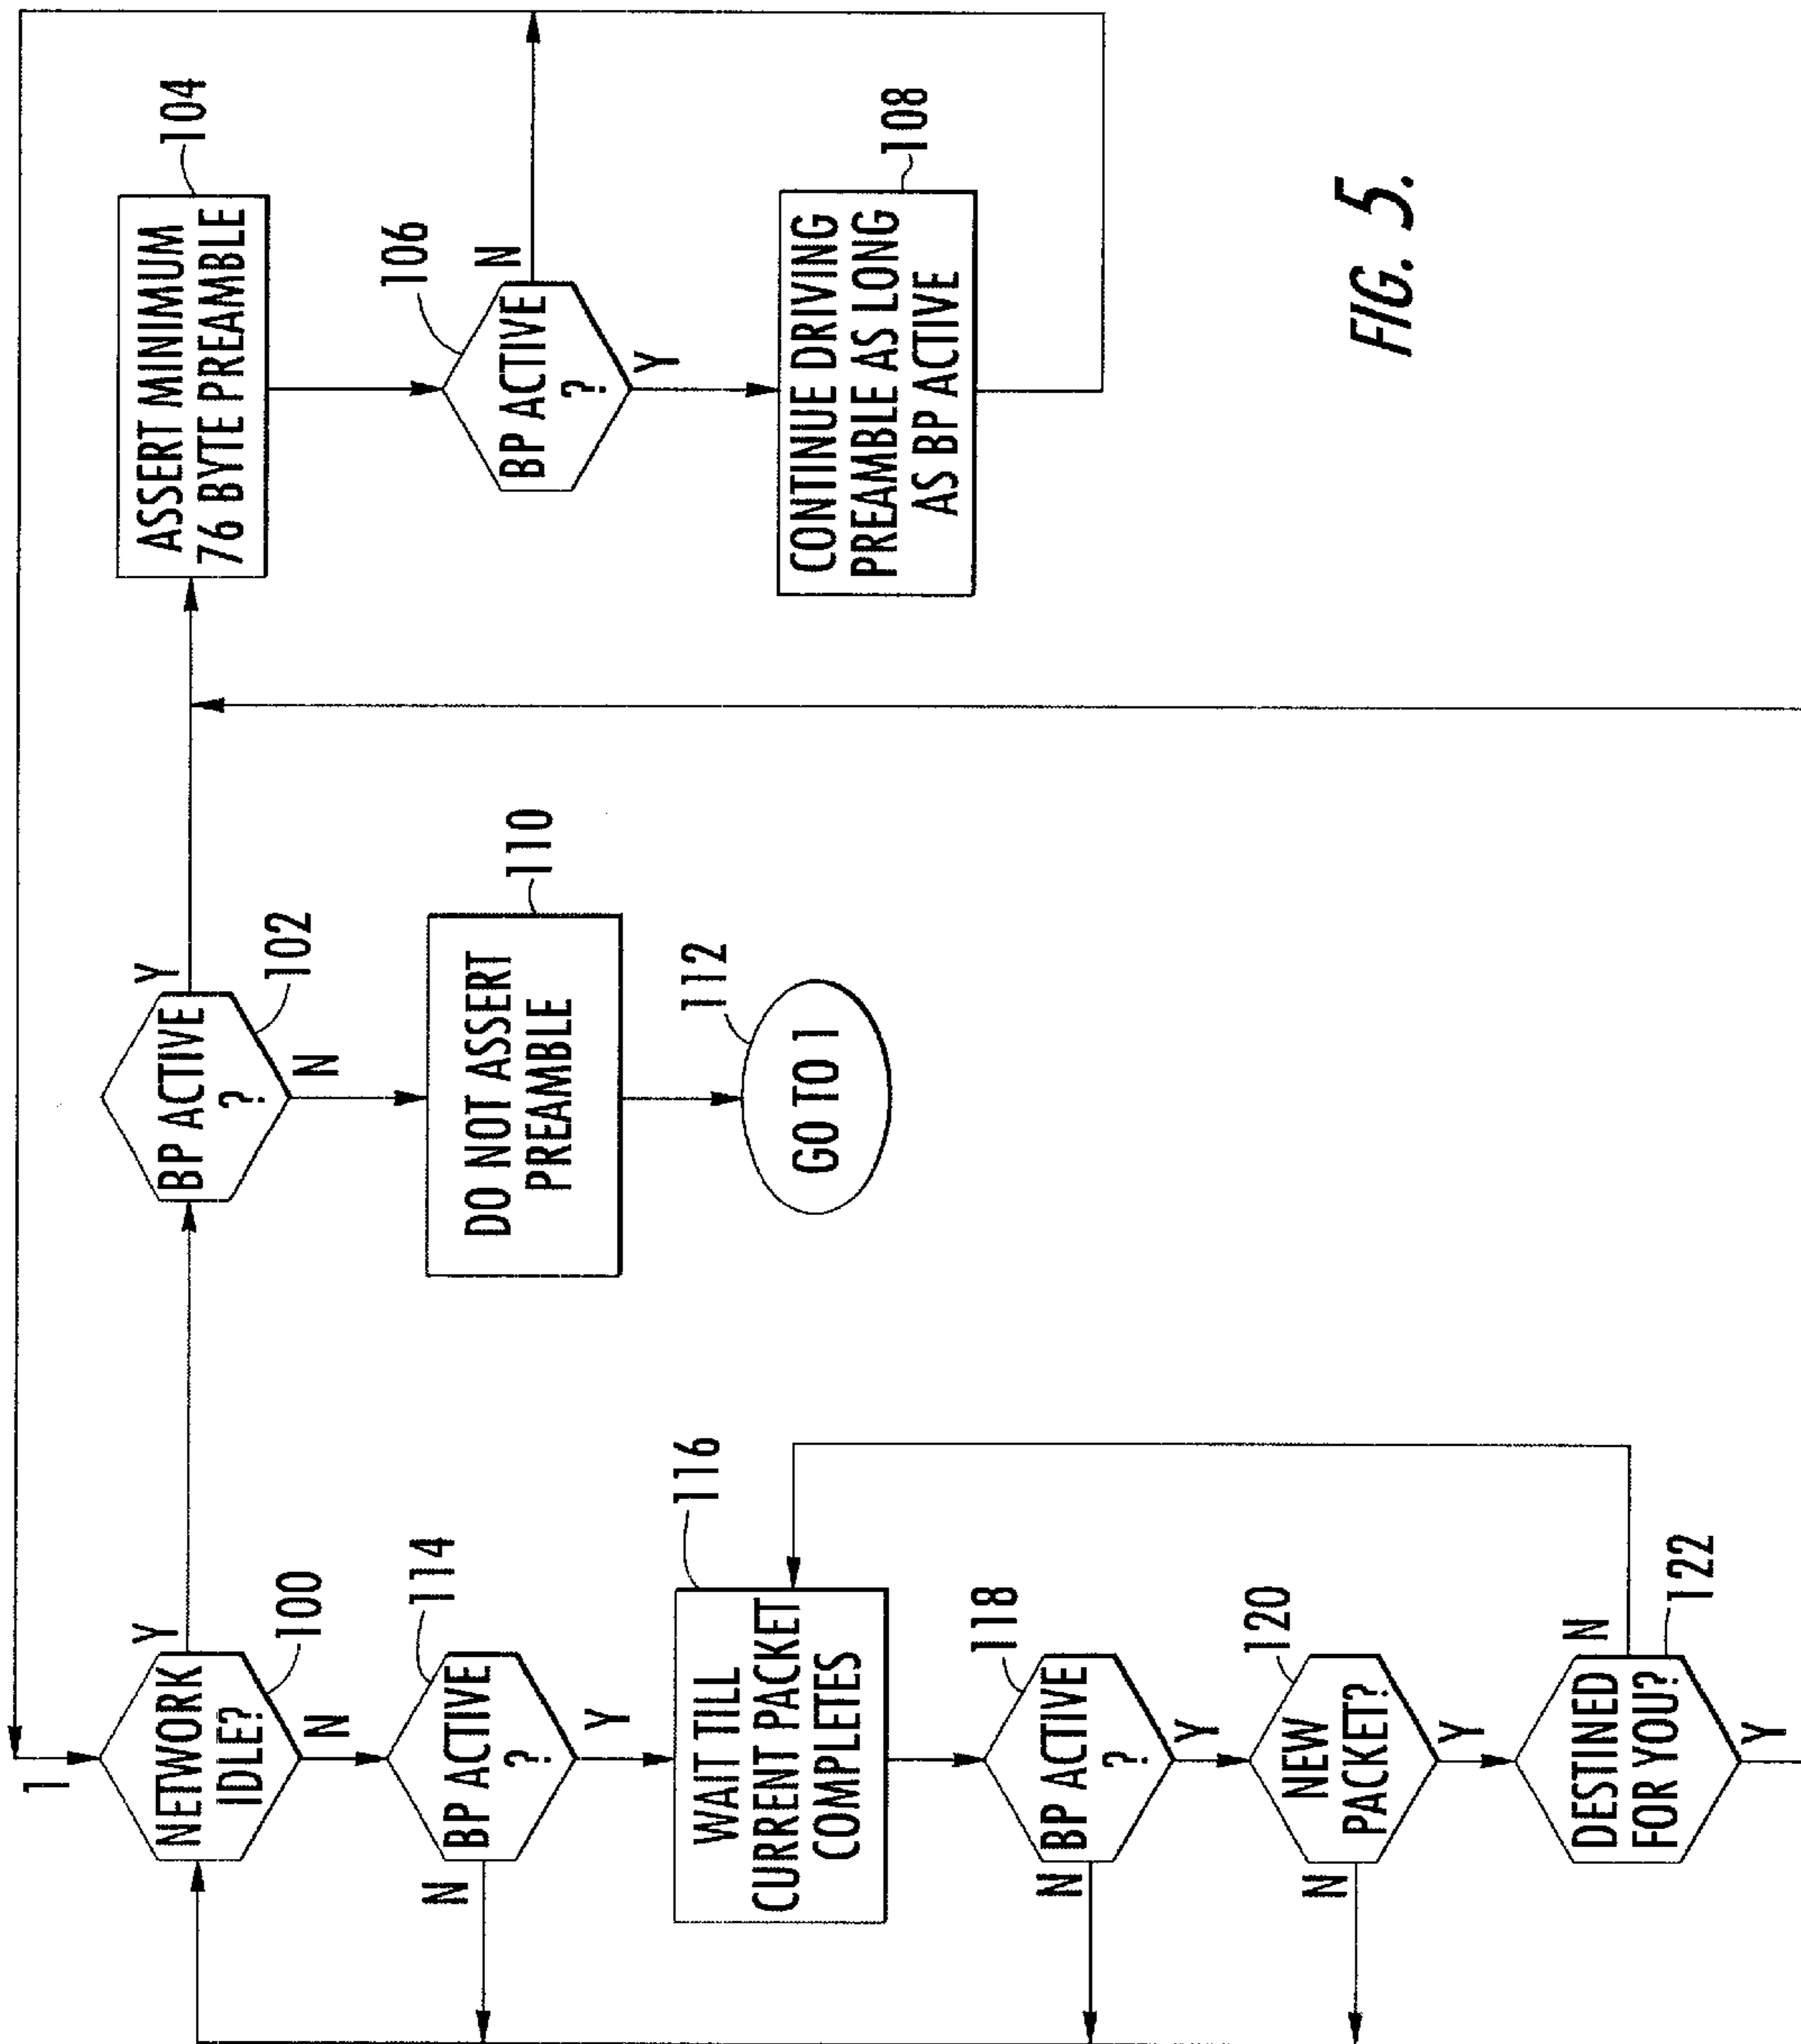 1
NETWORK
IDLE?
Y
N
100
BP ACTIVE
?
Y
N
102
ASSERT MINIMUM
76 BYTE PREAMBLE
104
BP ACTIVE
?
N
Y
106
CONTINUE DRIVING
PREAMBLE AS LONG
AS BP ACTIVE
108
DO NOT ASSERT
PREAMBLE
110
GO TO 1
112
BP ACTIVE
?
N
Y
114
WAIT TILL
CURRENT PACKET
COMPLETES
116
BP ACTIVE
?
N
Y
118
NEW
PACKET?
N
Y
120
DESTINED
FOR YOU?
N
Y
122
FIG. 5.